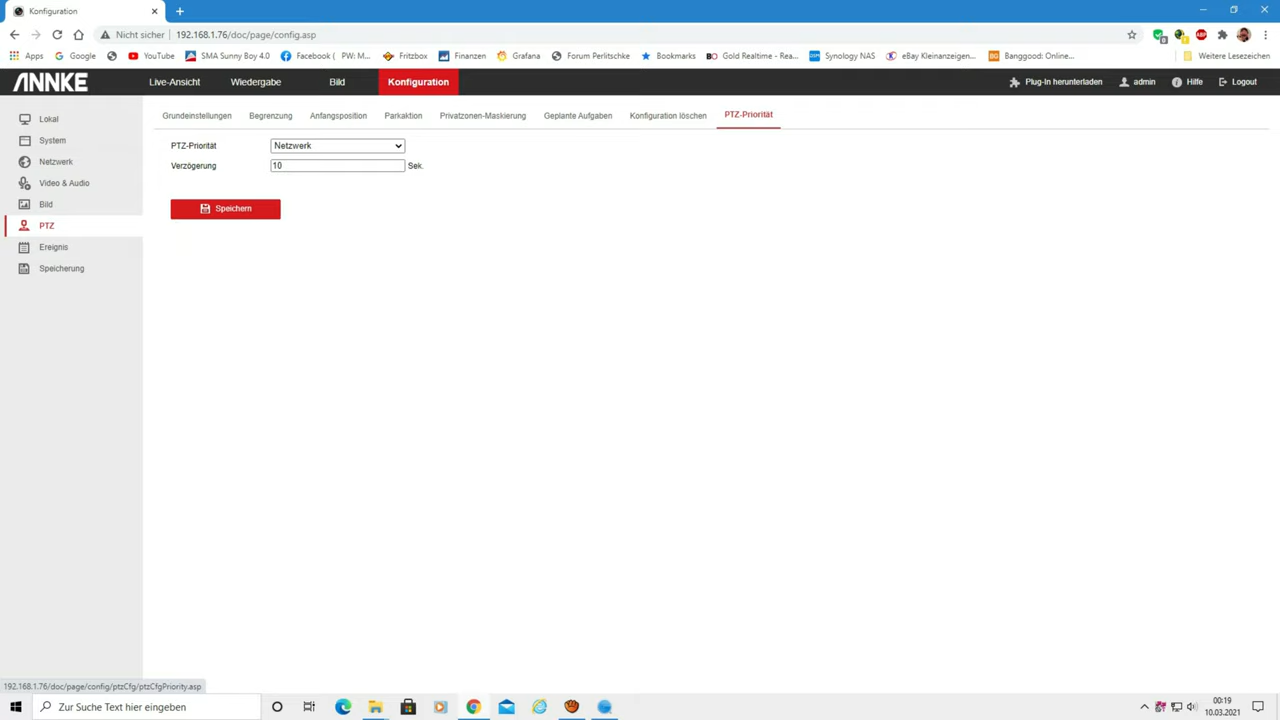 Konfiguration
Nicht sicher 192.168.1.76/doc/page/config.asp
Apps Google YouTube SMA Sunny Boy 4.0 Facebook ( PW: M... Fritzbox Finanzen Grafana Forum Perlitschke Bookmarks Gold Realtime - Rea... Synology NAS eBay Kleinanzeigen... Banggood: Online... Weitere Lesezeichen
ANNKE Live-Ansicht Wiedergabe Bild Konfiguration Plug-In herunterladen admin Hilfe Logout
Grundeinstellungen Begrenzung Anfangsposition Parkaktion Privatzonen-Maskierung Geplante Aufgaben Konfiguration löschen PTZ-Priorität
Lokal
System
Netzwerk
Video & Audio
Bild
PTZ
Ereignis
Speicherung
PTZ-Priorität Netzwerk
Verzögerung 10 Sek.
Speichern
192.168.1.76/doc/page/config/ptzCfg/ptzCfgPriority.asp
Zur Suche Text hier eingeben
00:19
10.03.2021